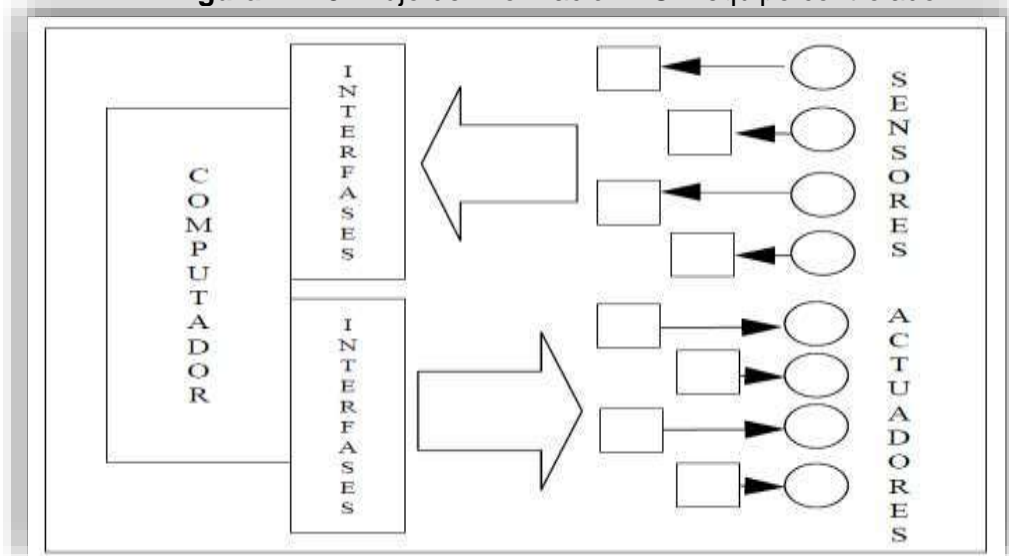 COMPUTADOR
INTERFASES
INTERFASES
SENSORES
ACTUADORES